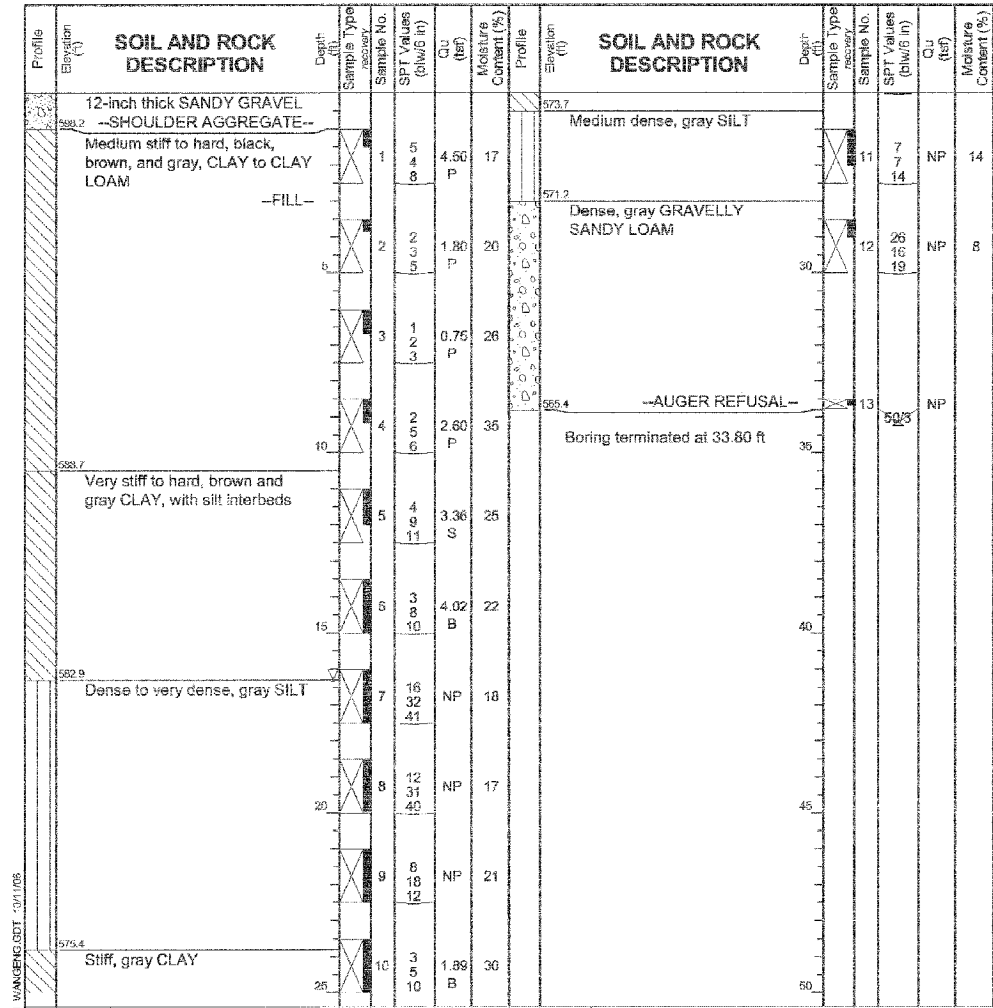 Profile
Elevation
(ft)
SOIL AND ROCK
DESCRIPTION
Depth
(ft)
Sample Type
recovery
Sample No.
SPT Values
(blw/6 in)
Qu
(tsf)
Moisture
Content (%)
12-inch thick SANDY GRAVEL
598.2 --SHOULDER AGGREGATE--
Medium stiff to hard, black,
brown, and gray, CLAY to CLAY
LOAM
--FILL--
1
5
4
8
4.50
P
17
2
2
3
5
1.80
P
20
5
3
1
2
3
0.75
P
26
4
2
5
6
2.60
P
35
10
588.7
Very stiff to hard, brown and
gray CLAY, with silt interbeds
5
4
9
11
3.36
S
25
6
3
8
10
4.02
B
22
15
582.9
Dense to very dense, gray SILT
7
16
32
41
NP
18
8
12
31
40
NP
17
20
9
8
18
12
NP
21
575.4
Stiff, gray CLAY
10
3
5
10
1.89
B
30
25
Profile
Elevation
(ft)
SOIL AND ROCK
DESCRIPTION
Depth
(ft)
Sample Type
recovery
Sample No.
SPT Values
(blw/6 in)
Qu
(tsf)
Moisture
Content (%)
573.7
Medium dense, gray SILT
11
7
7
14
NP
14
571.2
Dense, gray GRAVELLY
SANDY LOAM
12
26
16
19
NP
8
30
565.4 --AUGER REFUSAL--
13
50/3
NP
Boring terminated at 33.80 ft
35
40
45
50
WANGENG.GDT